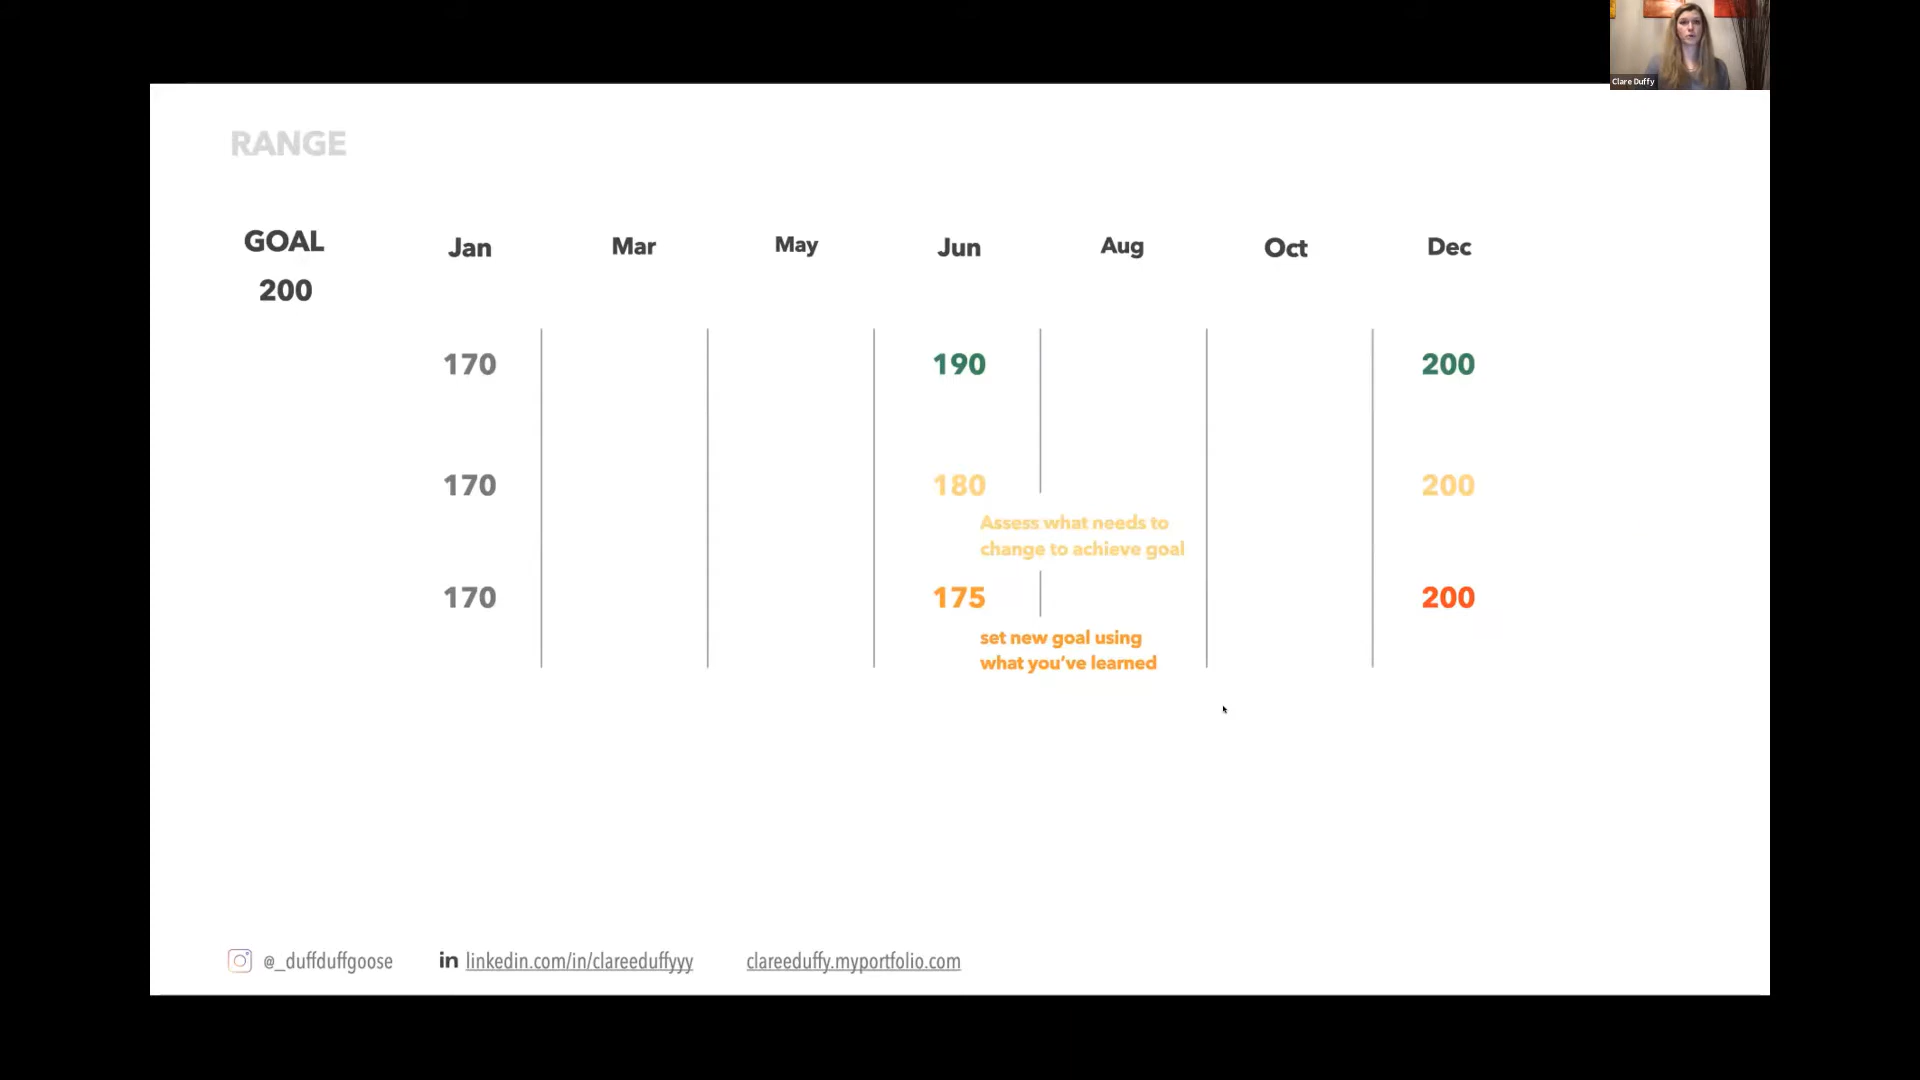 Clare Duffy
RANGE
GOAL Jan Mar May Jun Aug Oct Dec
200
170 190 200
170 180 200
Assess what needs to
change to achieve goal
170 175 200
set new goal using
what you've learned
@_duffduffgoose in linkedin.com/in/clareeduffyyy clareeduffy.myportfolio.com